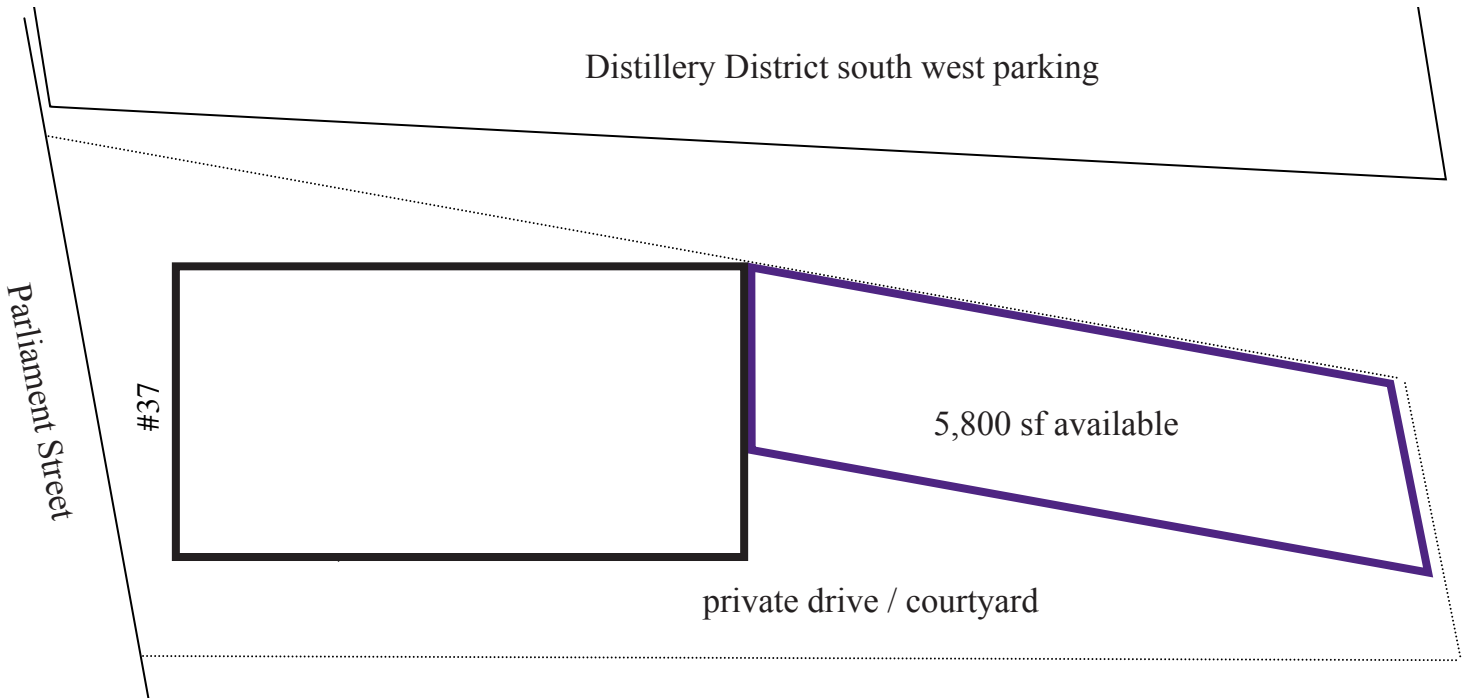 Distillery District south west parking
Parliament Street
#37
5,800 sf available
private drive / courtyard